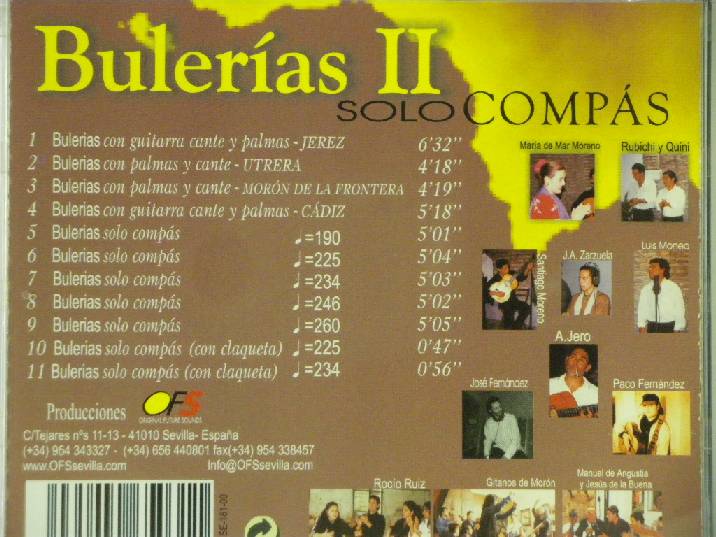 Bulerías II
SOLO COMPÁS
1 Bulerias con guitarra cante y palmas - JEREZ 6'32''
2 Bulerias con palmas y cante - UTRERA 4'18''
3 Bulerias con palmas y cante - MORÓN DE LA FRONTERA 4'19''
4 Bulerias con guitarra cante y palmas - CÁDIZ 5'18''
5 Bulerias solo compás ♩=190 5'01''
6 Bulerias solo compás ♩=225 5'04''
7 Bulerias solo compás ♩=234 5'03''
8 Bulerias solo compás ♩=246 5'02''
9 Bulerias solo compás ♩=260 5'05''
10 Bulerias solo compás (con claqueta) ♩=225 0'47''
11 Bulerias solo compás (con claqueta) ♩=234 0'56''
Maria de Mar Moreno
Rubichi y Quini
Santiago Moreno
J.A. Zarzuela
Luis Moneo
A.Jero
José Fernández
Paco Fernández
Producciones OFS
ORIGINAL FUTURE SOUNDS
C/Tejares nºs 11-13 - 41010 Sevilla- España
(+34) 954 343327 - (+34) 656 440801 fax(+34) 954 338457
www.OFSsevilla.com Info@OFSsevilla.com
Rocío Ruiz
Gitanos de Morón
Manuel de Angustia
y Jesús de la Buena
SE-181-00